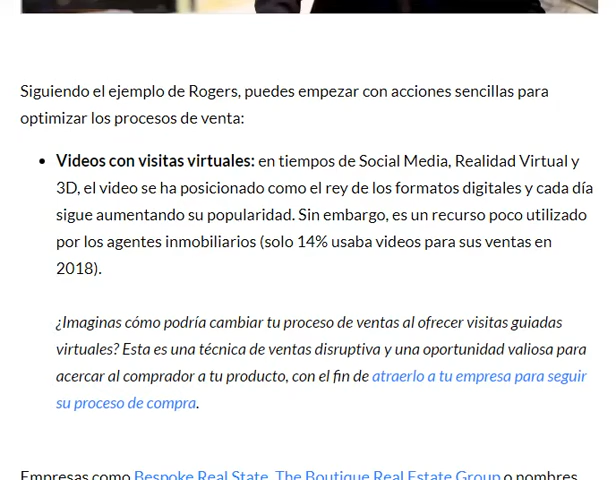 Siguiendo el ejemplo de Rogers, puedes empezar con acciones sencillas para
optimizar los procesos de venta:
• Videos con visitas virtuales: en tiempos de Social Media, Realidad Virtual y
3D, el video se ha posicionado como el rey de los formatos digitales y cada día
sigue aumentando su popularidad. Sin embargo, es un recurso poco utilizado
por los agentes inmobiliarios (solo 14% usaba videos para sus ventas en
2018).
¿Imaginas cómo podría cambiar tu proceso de ventas al ofrecer visitas guiadas
virtuales? Esta es una técnica de ventas disruptiva y una oportunidad valiosa para
acercar al comprador a tu producto, con el fin de atraerlo a tu empresa para seguir
su proceso de compra.
Empresas como Bespoke Real State, The Boutique Real Estate Group o nombres